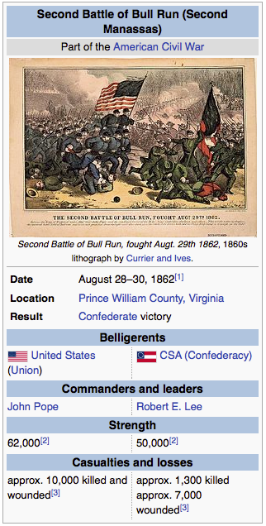 Second Battle of Bull Run (Second
Manassas)
Part of the American Civil War
THE SECOND BATTLE OF BULL RUN, FOUGHT AUGT 29TH 1862.
Second Battle of Bull Run, fought Augt. 29th 1862, 1860s
lithograph by Currier and Ives.
Date August 28–30, 1862[1]
Location Prince William County, Virginia
Result Confederate victory
Belligerents
United States CSA (Confederacy)
(Union)
Commanders and leaders
John Pope Robert E. Lee
Strength
62,000[2] 50,000[2]
Casualties and losses
approx. 10,000 killed and approx. 1,300 killed
wounded[3] approx. 7,000
wounded[3]